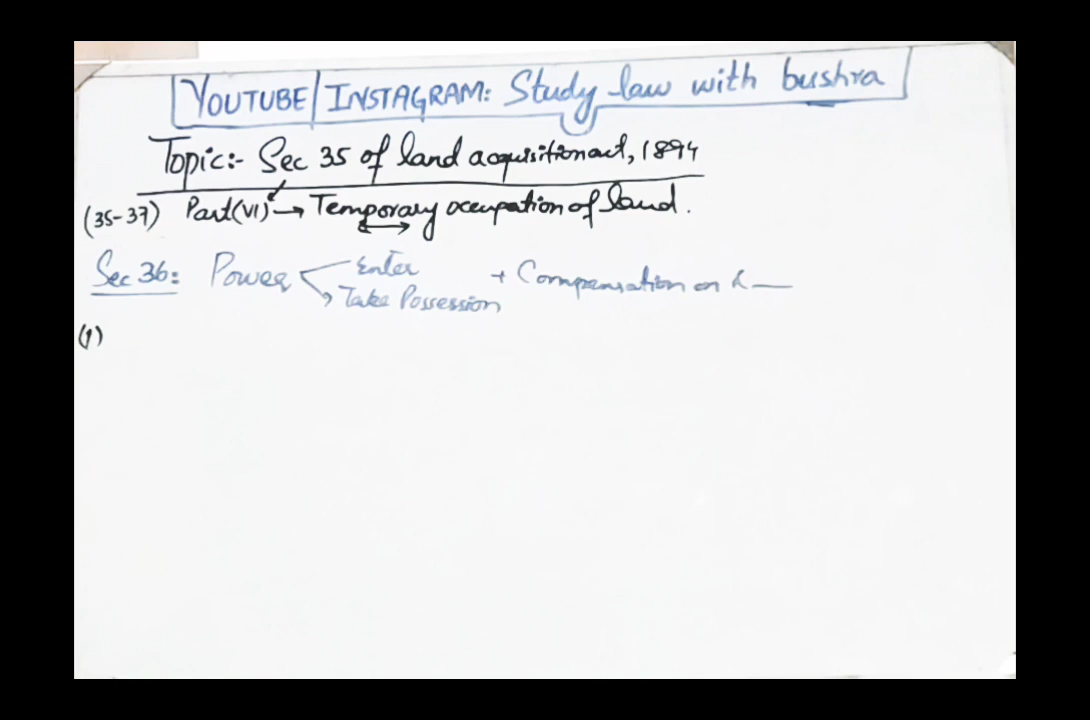 YOUTUBE/INSTAGRAM: Study law with bushra
Topic:- Sec 35 of land acquisition act, 1894
(35-37) Part(VI) → Temporary occupation of land.
Sec 36: Power Enter + Compensation on
Take Possession
(1)